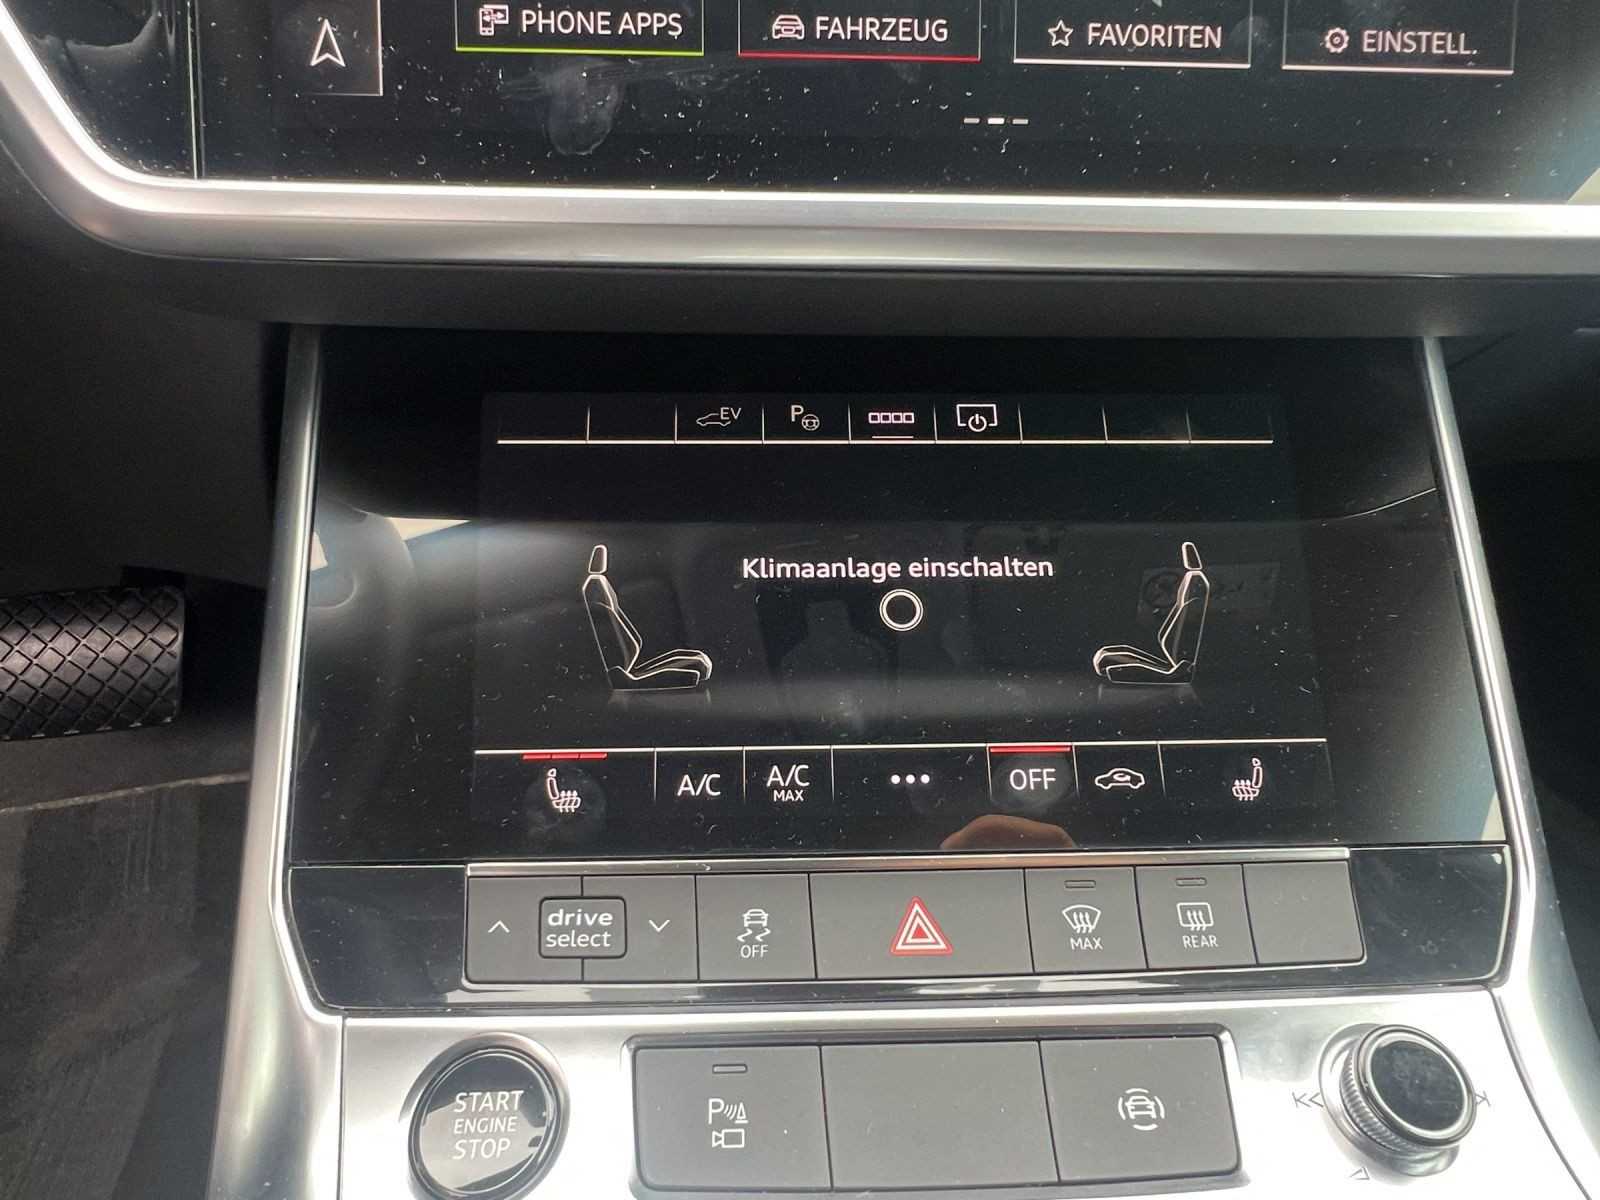 PHONE APPS
FAHRZEUG
FAVORITEN
EINSTELL.
EV
P
Klimaanlage einschalten
A/C
A/C
MAX
OFF
drive
select
OFF
MAX
REAR
START
ENGINE
STOP
P